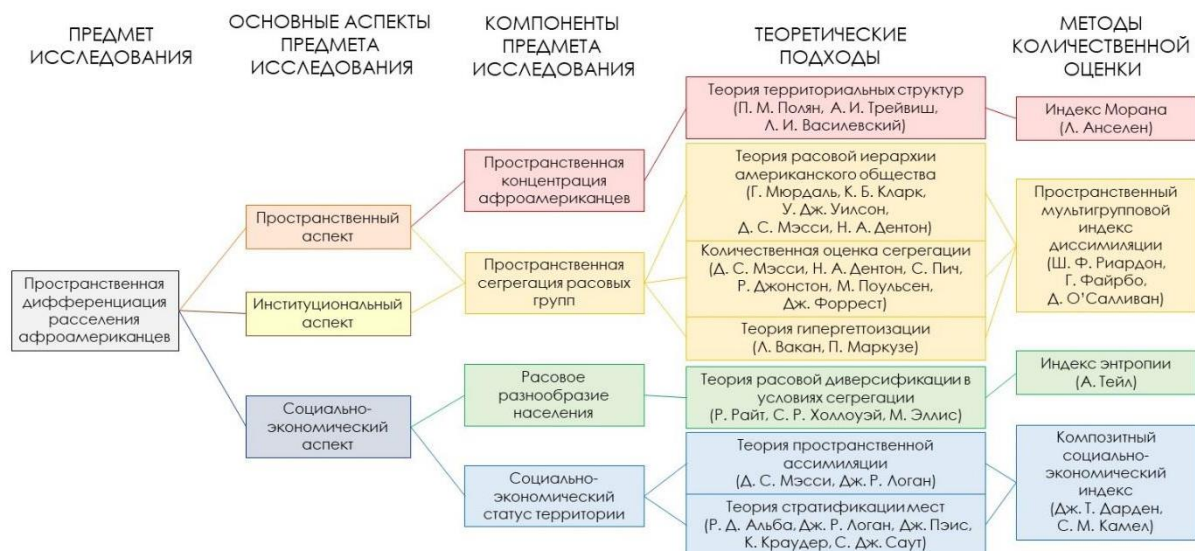 ПРЕДМЕТ
ИССЛЕДОВАНИЯ
ОСНОВНЫЕ АСПЕКТЫ
ПРЕДМЕТА
ИССЛЕДОВАНИЯ
КОМПОНЕНТЫ
ПРЕДМЕТА
ИССЛЕДОВАНИЯ
ТЕОРЕТИЧЕСКИЕ
ПОДХОДЫ
МЕТОДЫ
КОЛИЧЕСТВЕННОЙ
ОЦЕНКИ
Пространственная
дифференциация
расселения
афроамериканцев
Пространственный
аспект
Институциональный
аспект
Социально-
экономический
аспект
Пространственная
концентрация
афроамериканцев
Пространственная
сегрегация расовых
групп
Расовое
разнообразие
населения
Социально-
экономический
статус территории
Теория территориальных структур
(П. М. Полян, А. И. Трейвиш,
Л. И. Василевский)
Теория расовой иерархии
американского общества
(Г. Мюрдаль, К. Б. Кларк,
У. Дж. Уилсон,
Д. С. Мэсси, Н. А. Дентон)
Количественная оценка сегрегации
(Д. С. Мэсси, Н. А. Дентон, С. Пич,
Р. Джонстон, М. Поульсен,
Дж. Форрест)
Теория гипергеттоизации
(Л. Вакан, П. Маркузе)
Теория расовой диверсификации в
условиях сегрегации
(Р. Райт, С. Р. Холлоуэй, М. Эллис)
Теория пространственной
ассимиляции
(Д. С. Мэсси, Дж. Р. Логан)
Теория стратификации мест
(Р. Д. Альба, Дж. Р. Логан, Дж. Пэис,
К. Краудер, С. Дж. Саут)
Индекс Морана
(Л. Анселен)
Пространственный
мультигрупповой
индекс
диссимиляции
(Ш. Ф. Риардон,
Г. Файрбо,
Д. О’Салливан)
Индекс энтропии
(А. Тейл)
Композитный
социально-
экономический
индекс
(Дж. Т. Дарден,
С. М. Камел)